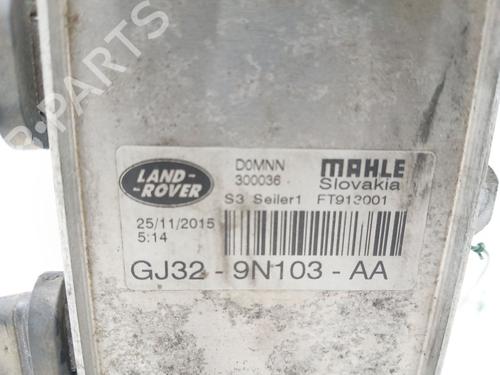 B-PARTS
LAND-
ROVER
D0MNN
300036
MAHLE
Slovakia
S3 Seiler1 FT913001
25/11/2015
5:14
GJ32 - 9N103 - AA